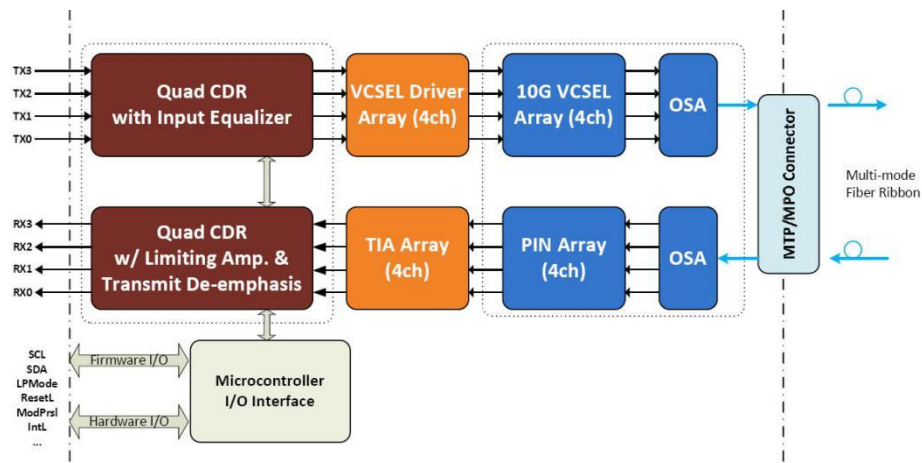 TX3
TX2
TX1
TX0
Quad CDR
with Input Equalizer
VCSEL Driver
Array (4ch)
10G VCSEL
Array (4ch)
OSA
MTP/MPO Connector
Multi-mode
Fiber Ribbon
RX3
RX2
RX1
RX0
Quad CDR
w/ Limiting Amp. &
Transmit De-emphasis
TIA Array
(4ch)
PIN Array
(4ch)
OSA
SCL
SDA
LPMode
ResetL
ModPrsl
IntL
...
Firmware I/O
Hardware I/O
Microcontroller
I/O Interface